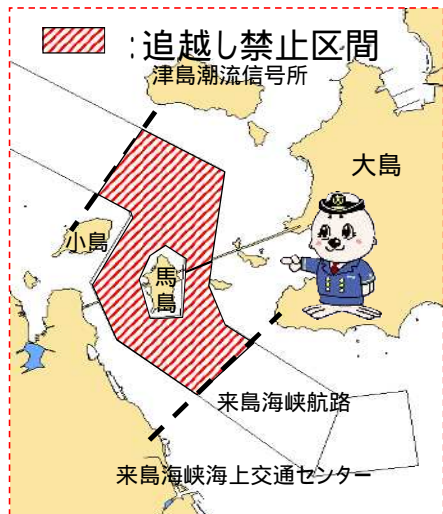 :追越し禁止区間
津島潮流信号所
大島
小島
馬島
来島海峡航路
来島海峡海上交通センター